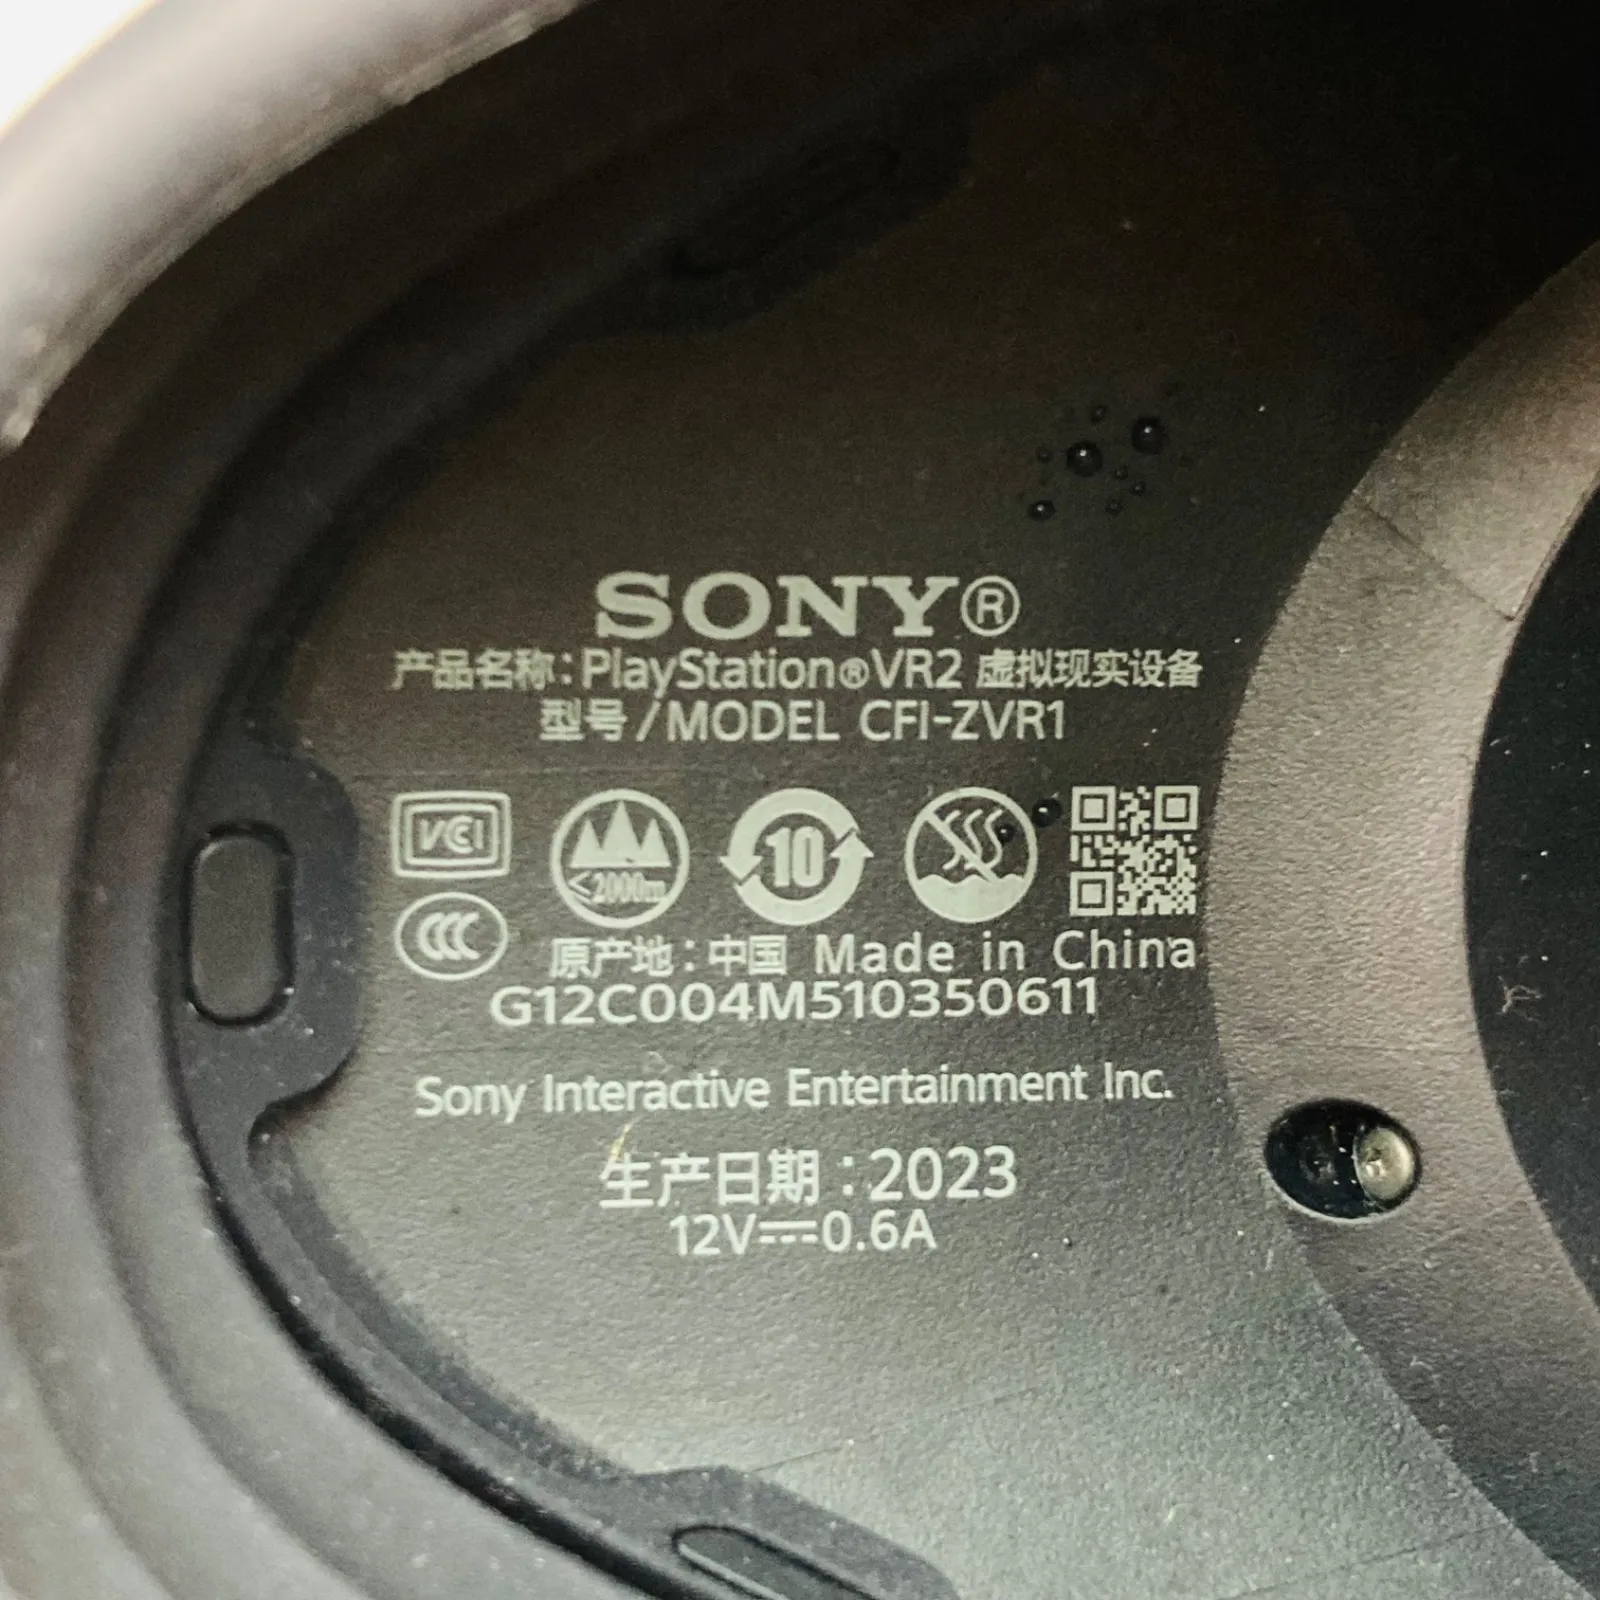 SONY®
产品名称:PlayStation®VR2 虚拟现实设备
型号/MODEL CFI-ZVR1
VCCI
<2000m
10
CCC
原产地:中国 Made in China
G12C004M510350611
Sony Interactive Entertainment Inc.
生产日期:2023
12V⎓0.6A